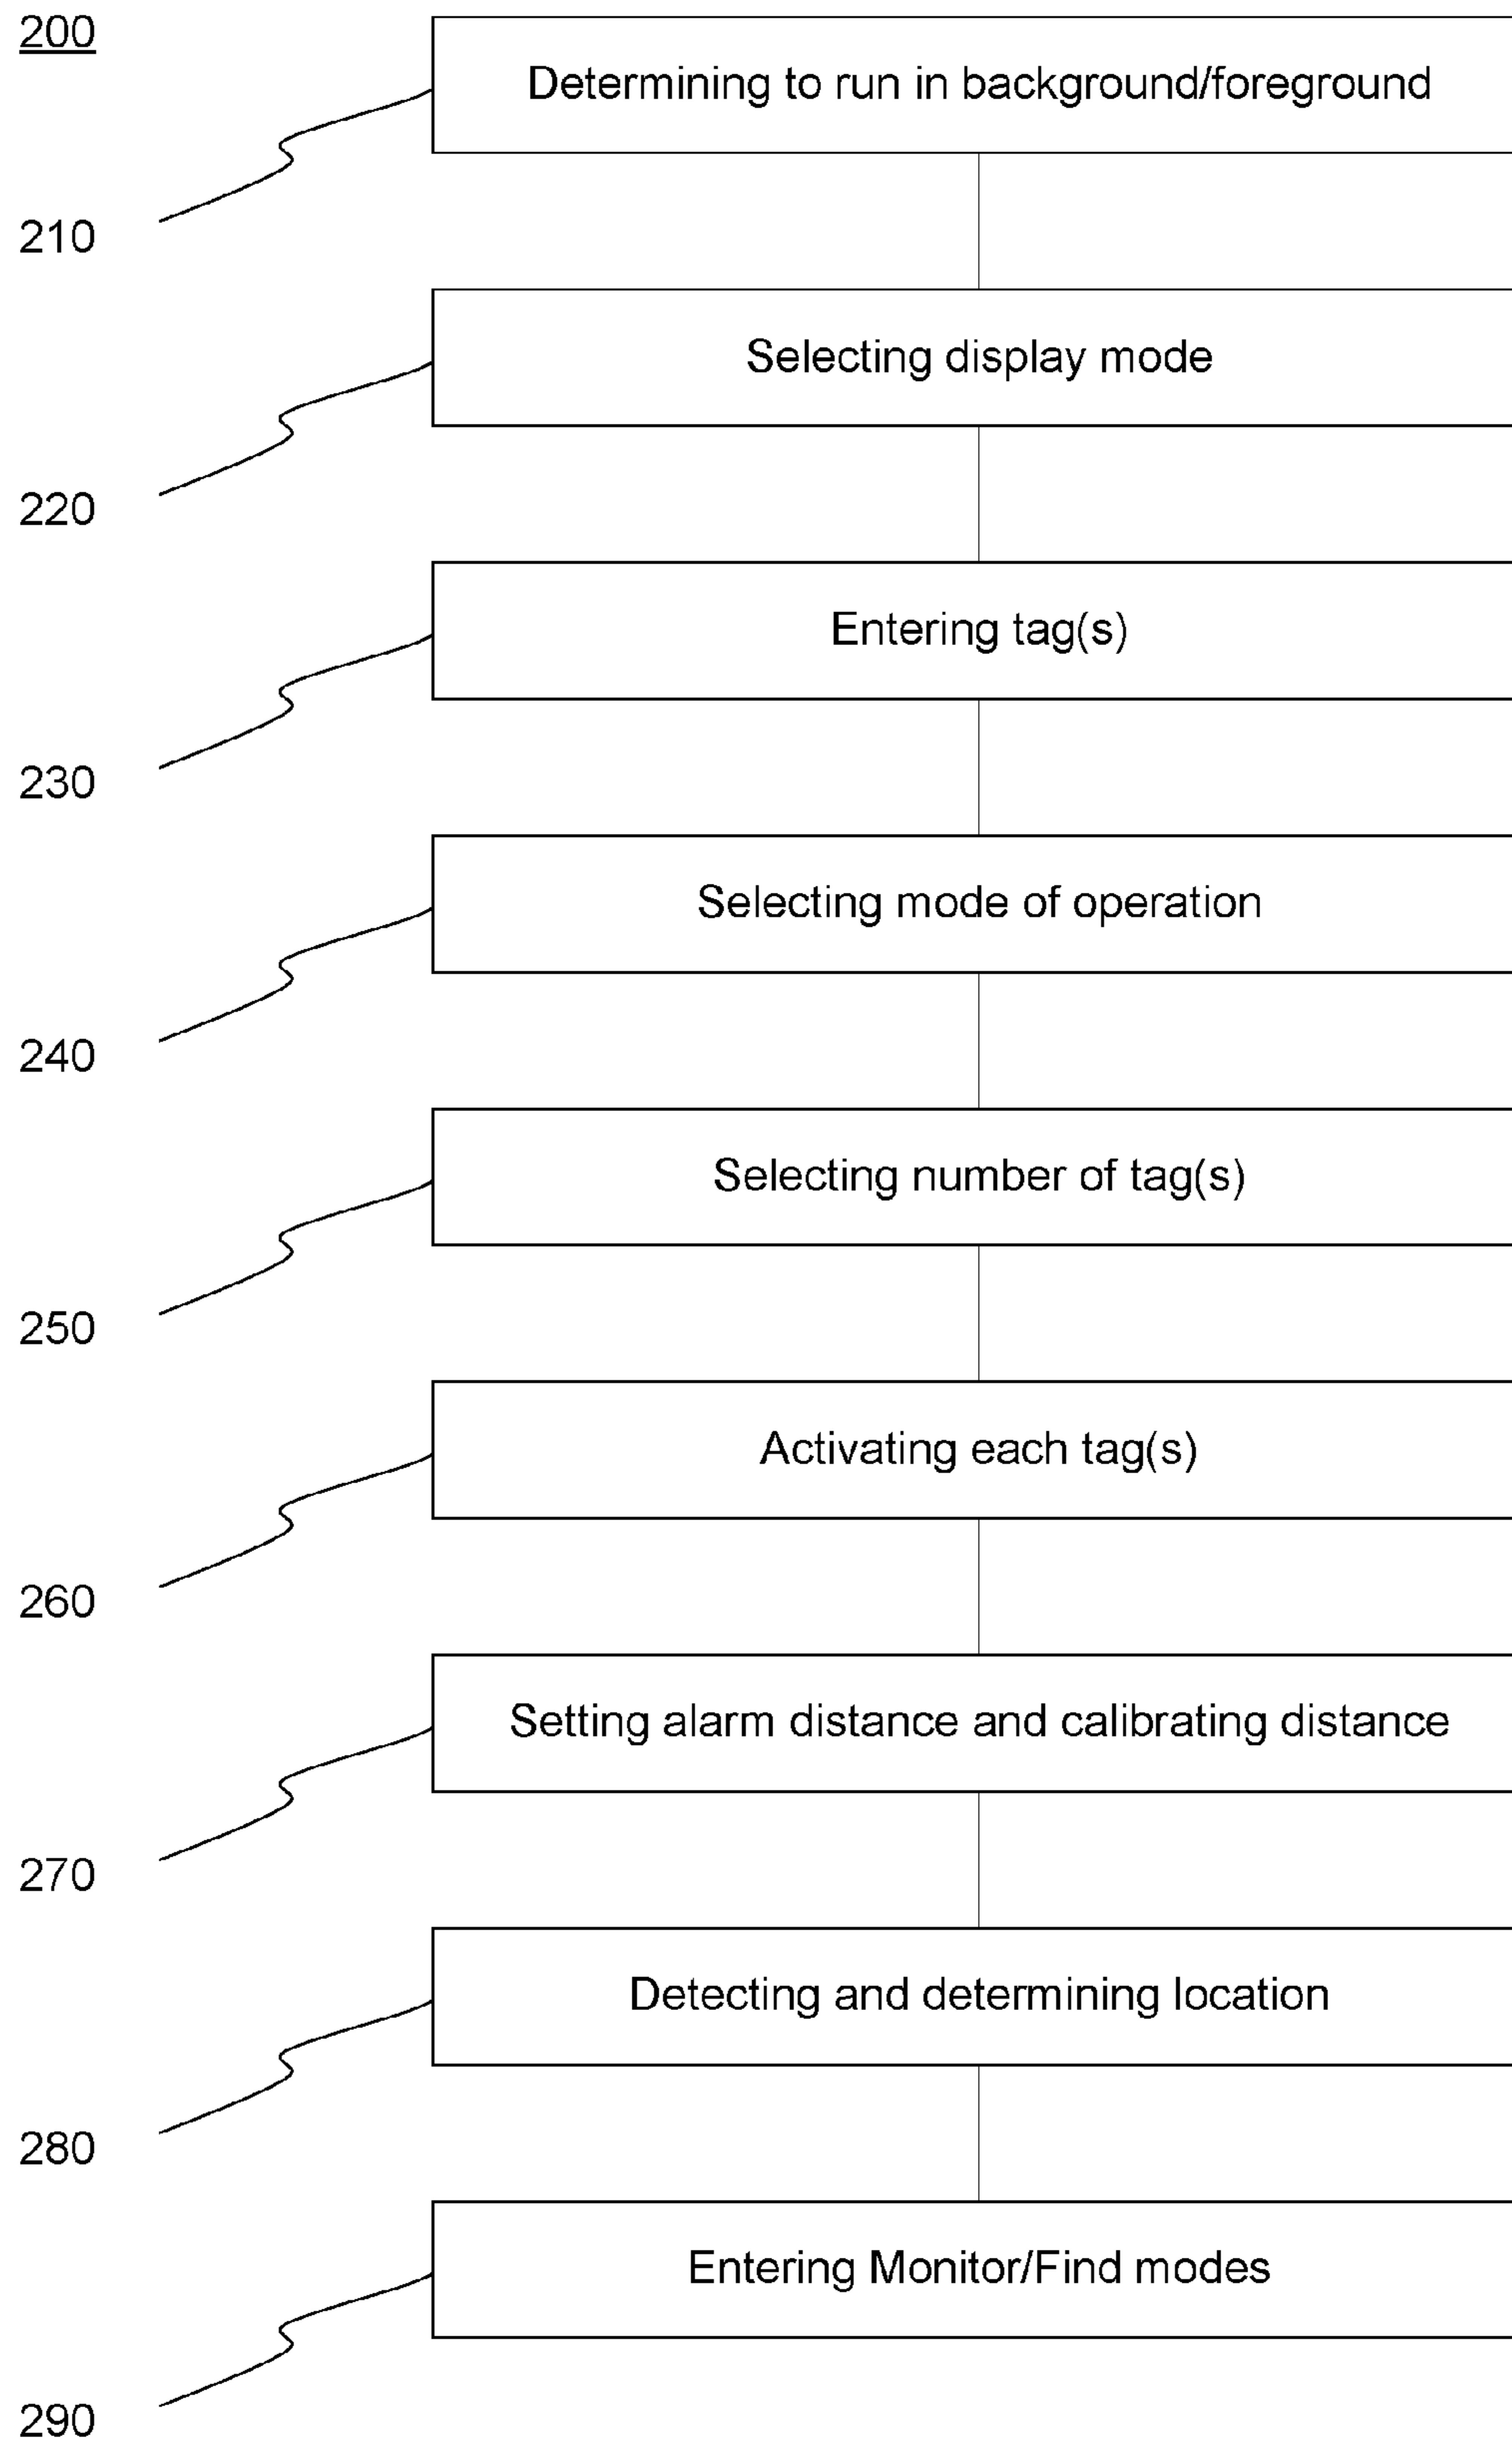 200
Determining to run in background/foreground
210
Selecting display mode
220
Entering tag(s)
230
Selecting mode of operation
240
Selecting number of tag(s)
250
Activating each tag(s)
260
Setting alarm distance and calibrating distance
270
Detecting and determining location
280
Entering Monitor/Find modes
290